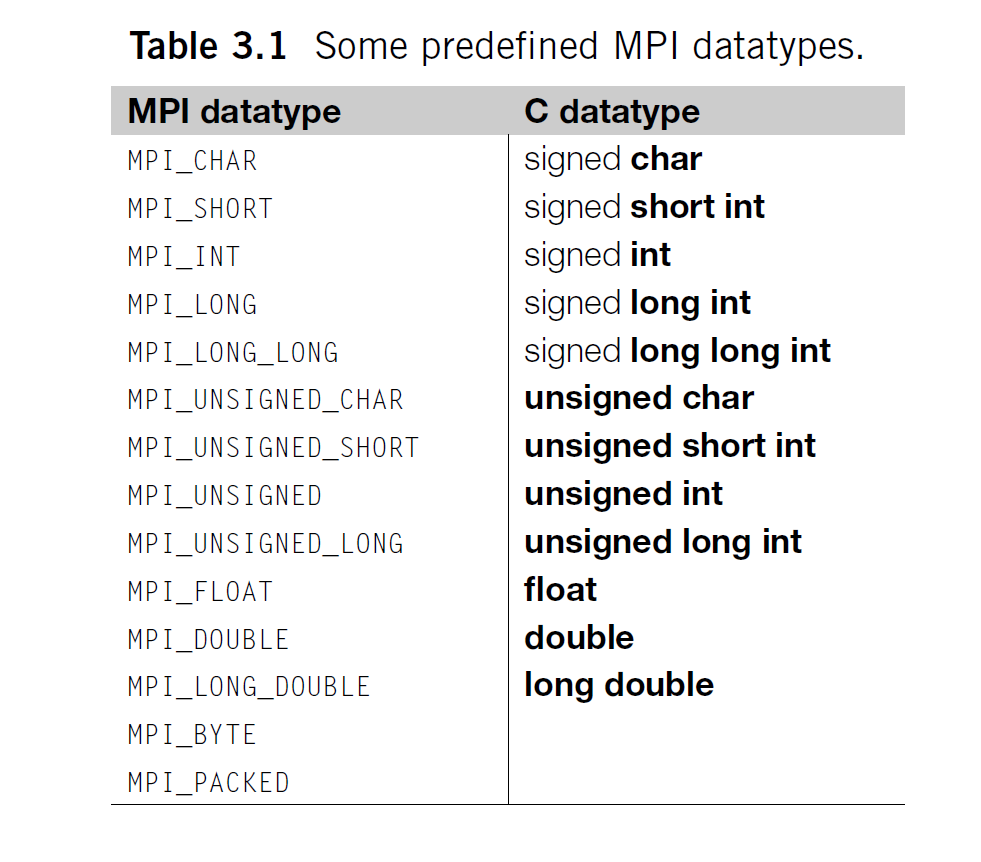 Table 3.1 Some predefined MPI datatypes.
MPI datatype C datatype
MPI_CHAR signed char
MPI_SHORT signed short int
MPI_INT signed int
MPI_LONG signed long int
MPI_LONG_LONG signed long long int
MPI_UNSIGNED_CHAR unsigned char
MPI_UNSIGNED_SHORT unsigned short int
MPI_UNSIGNED unsigned int
MPI_UNSIGNED_LONG unsigned long int
MPI_FLOAT float
MPI_DOUBLE double
MPI_LONG_DOUBLE long double
MPI_BYTE
MPI_PACKED